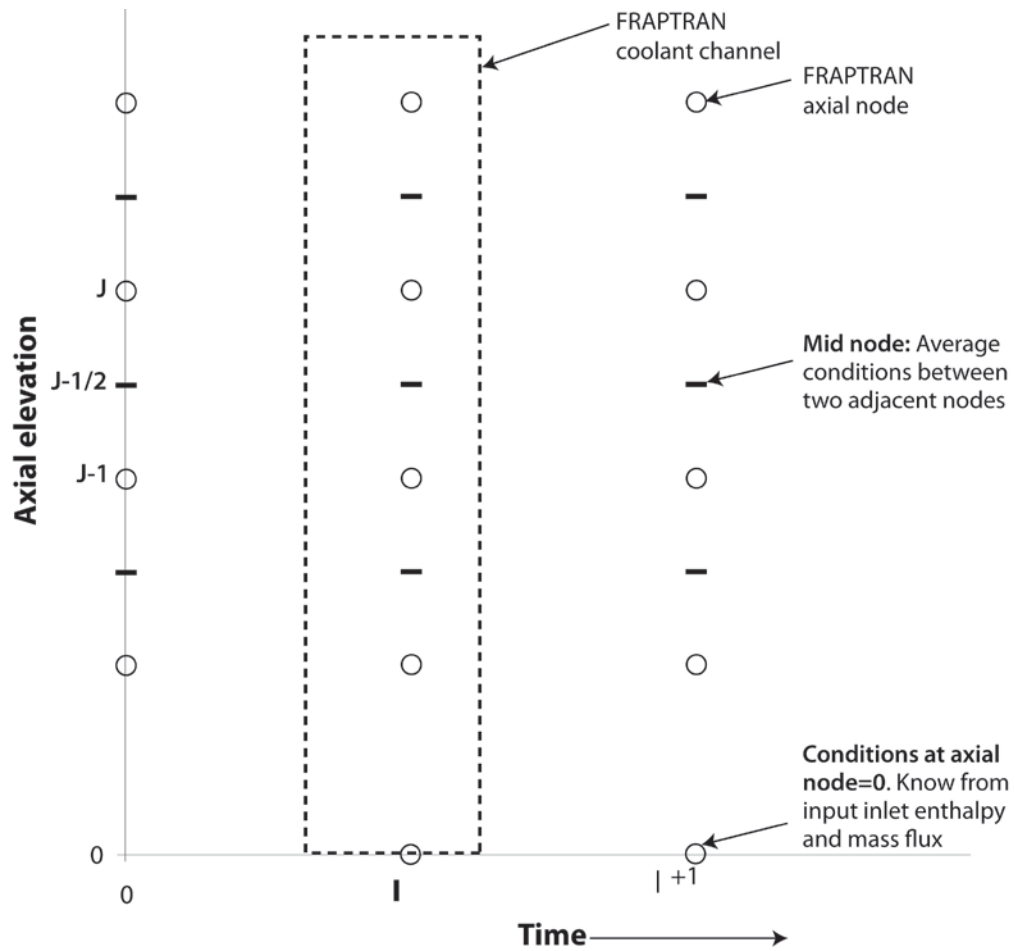 FRAPTRAN
coolant channel
FRAPTRAN
axial node
J
Axial elevation
J-1/2
Mid node: Average
conditions between
two adjacent nodes
J-1
Conditions at axial
node=0. Know from
input inlet enthalpy
and mass flux
0
0
I
I +1
Time